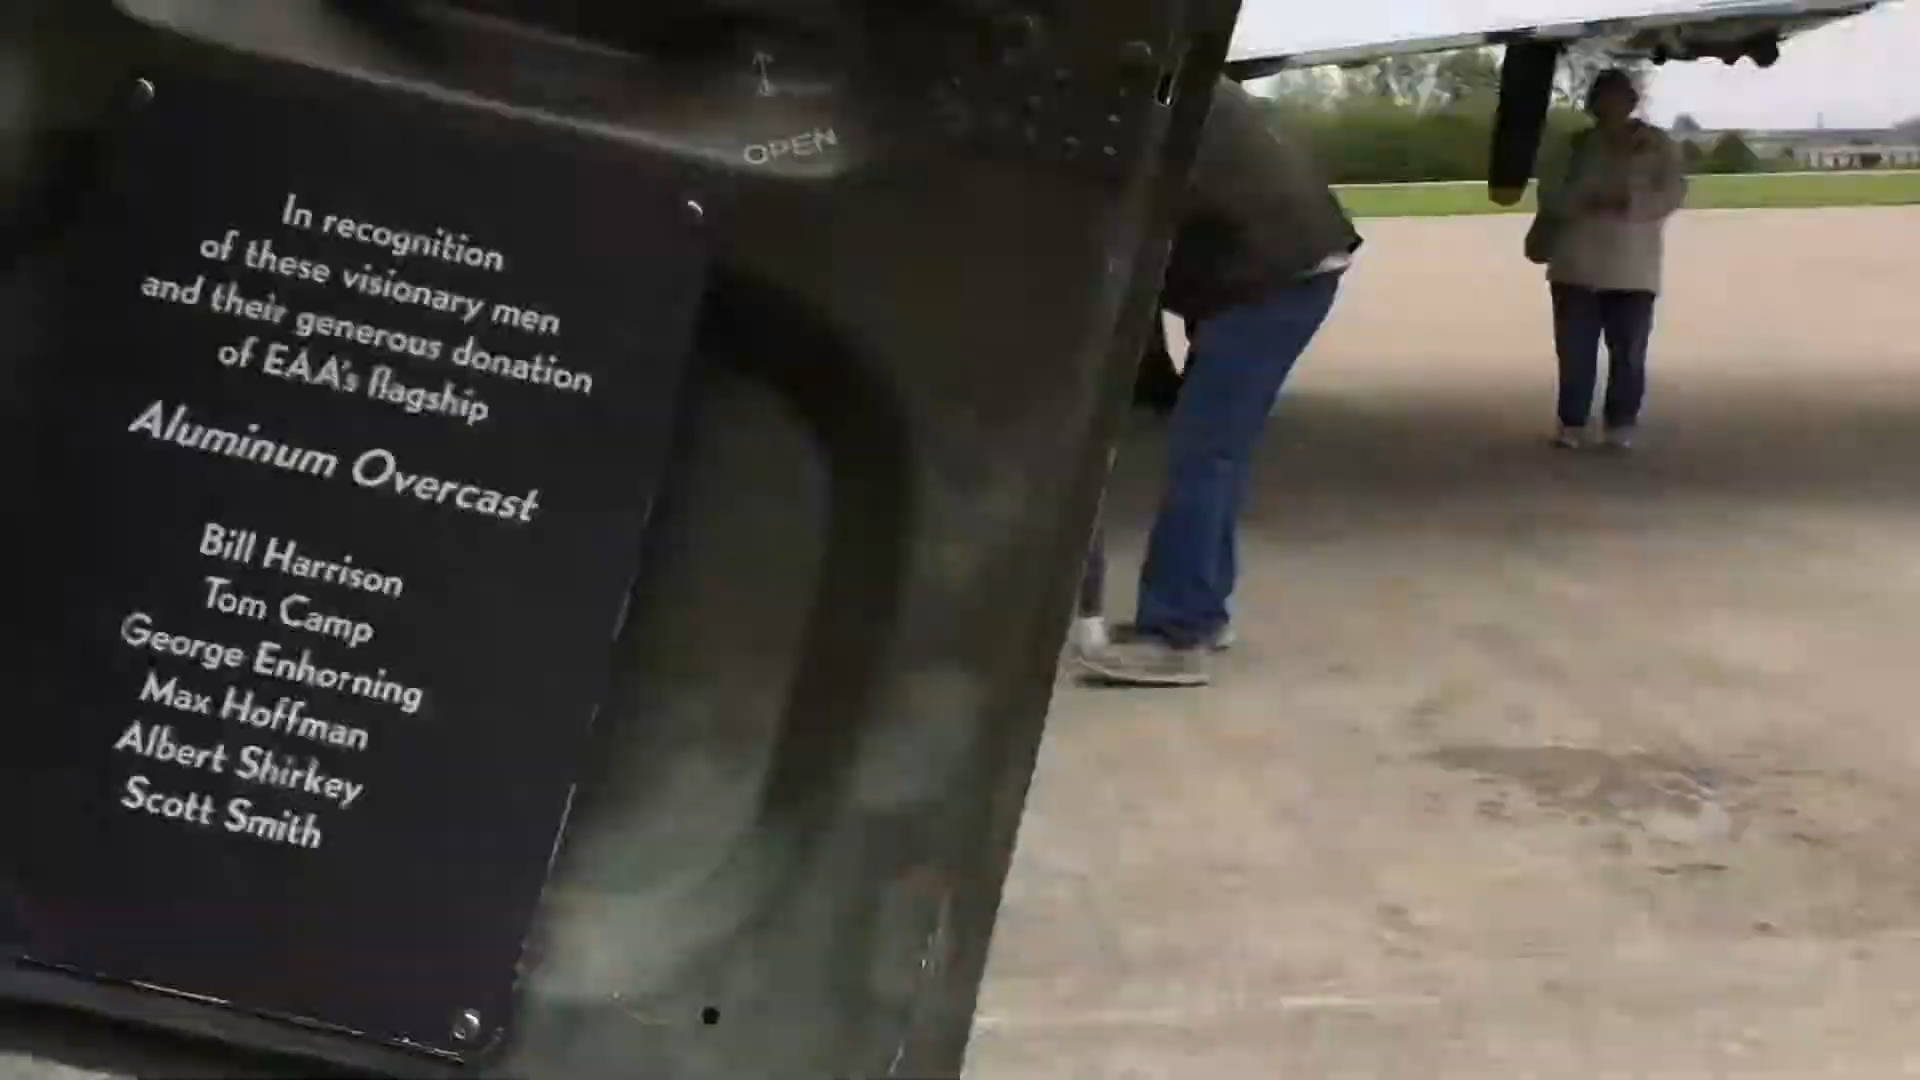 OPEN
In recognition
of these visionary men
and their generous donation
of EAA's flagship
Aluminum Overcast
Bill Harrison
Tom Camp
George Enhorning
Max Hoffman
Albert Shirkey
Scott Smith